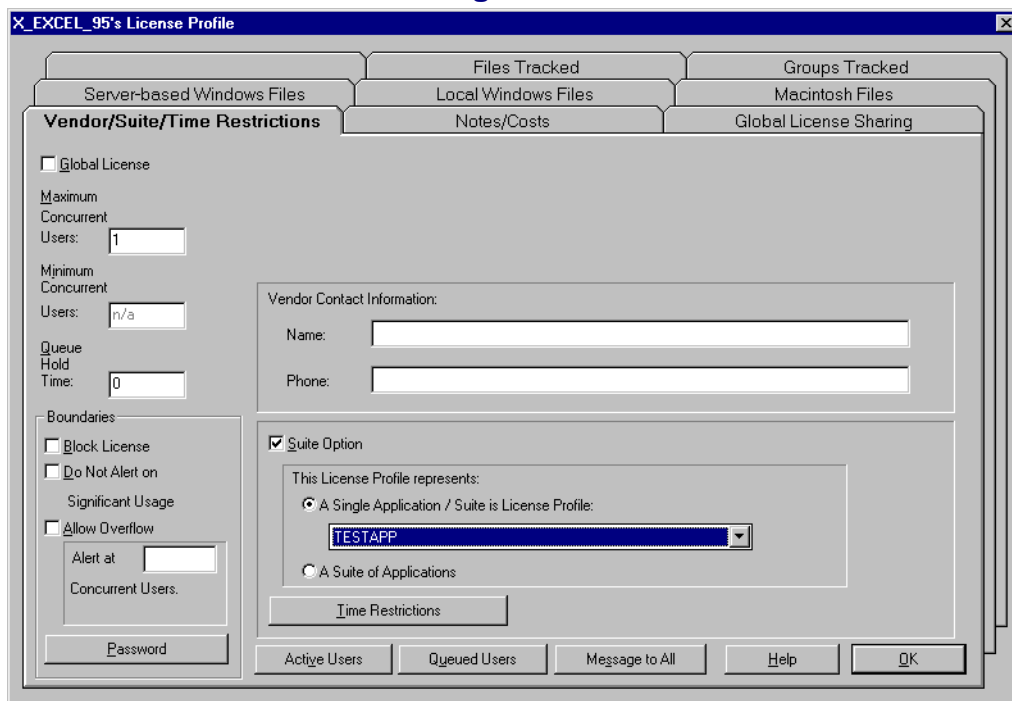 X_EXCEL_95's License Profile
Files Tracked
Groups Tracked
Server-based Windows Files
Local Windows Files
Macintosh Files
Vendor/Suite/Time Restrictions
Notes/Costs
Global License Sharing
Global License
Maximum
Concurrent
Users: 1
Minimum
Concurrent
Users: n/a
Queue
Hold
Time: 0
Boundaries
Block License
Do Not Alert on
Significant Usage
Allow Overflow
Alert at
Concurrent Users.
Password
Vendor Contact Information:
Name:
Phone:
Suite Option
This License Profile represents:
A Single Application / Suite is License Profile:
TESTAPP
A Suite of Applications
Time Restrictions
Active Users
Queued Users
Message to All
Help
OK